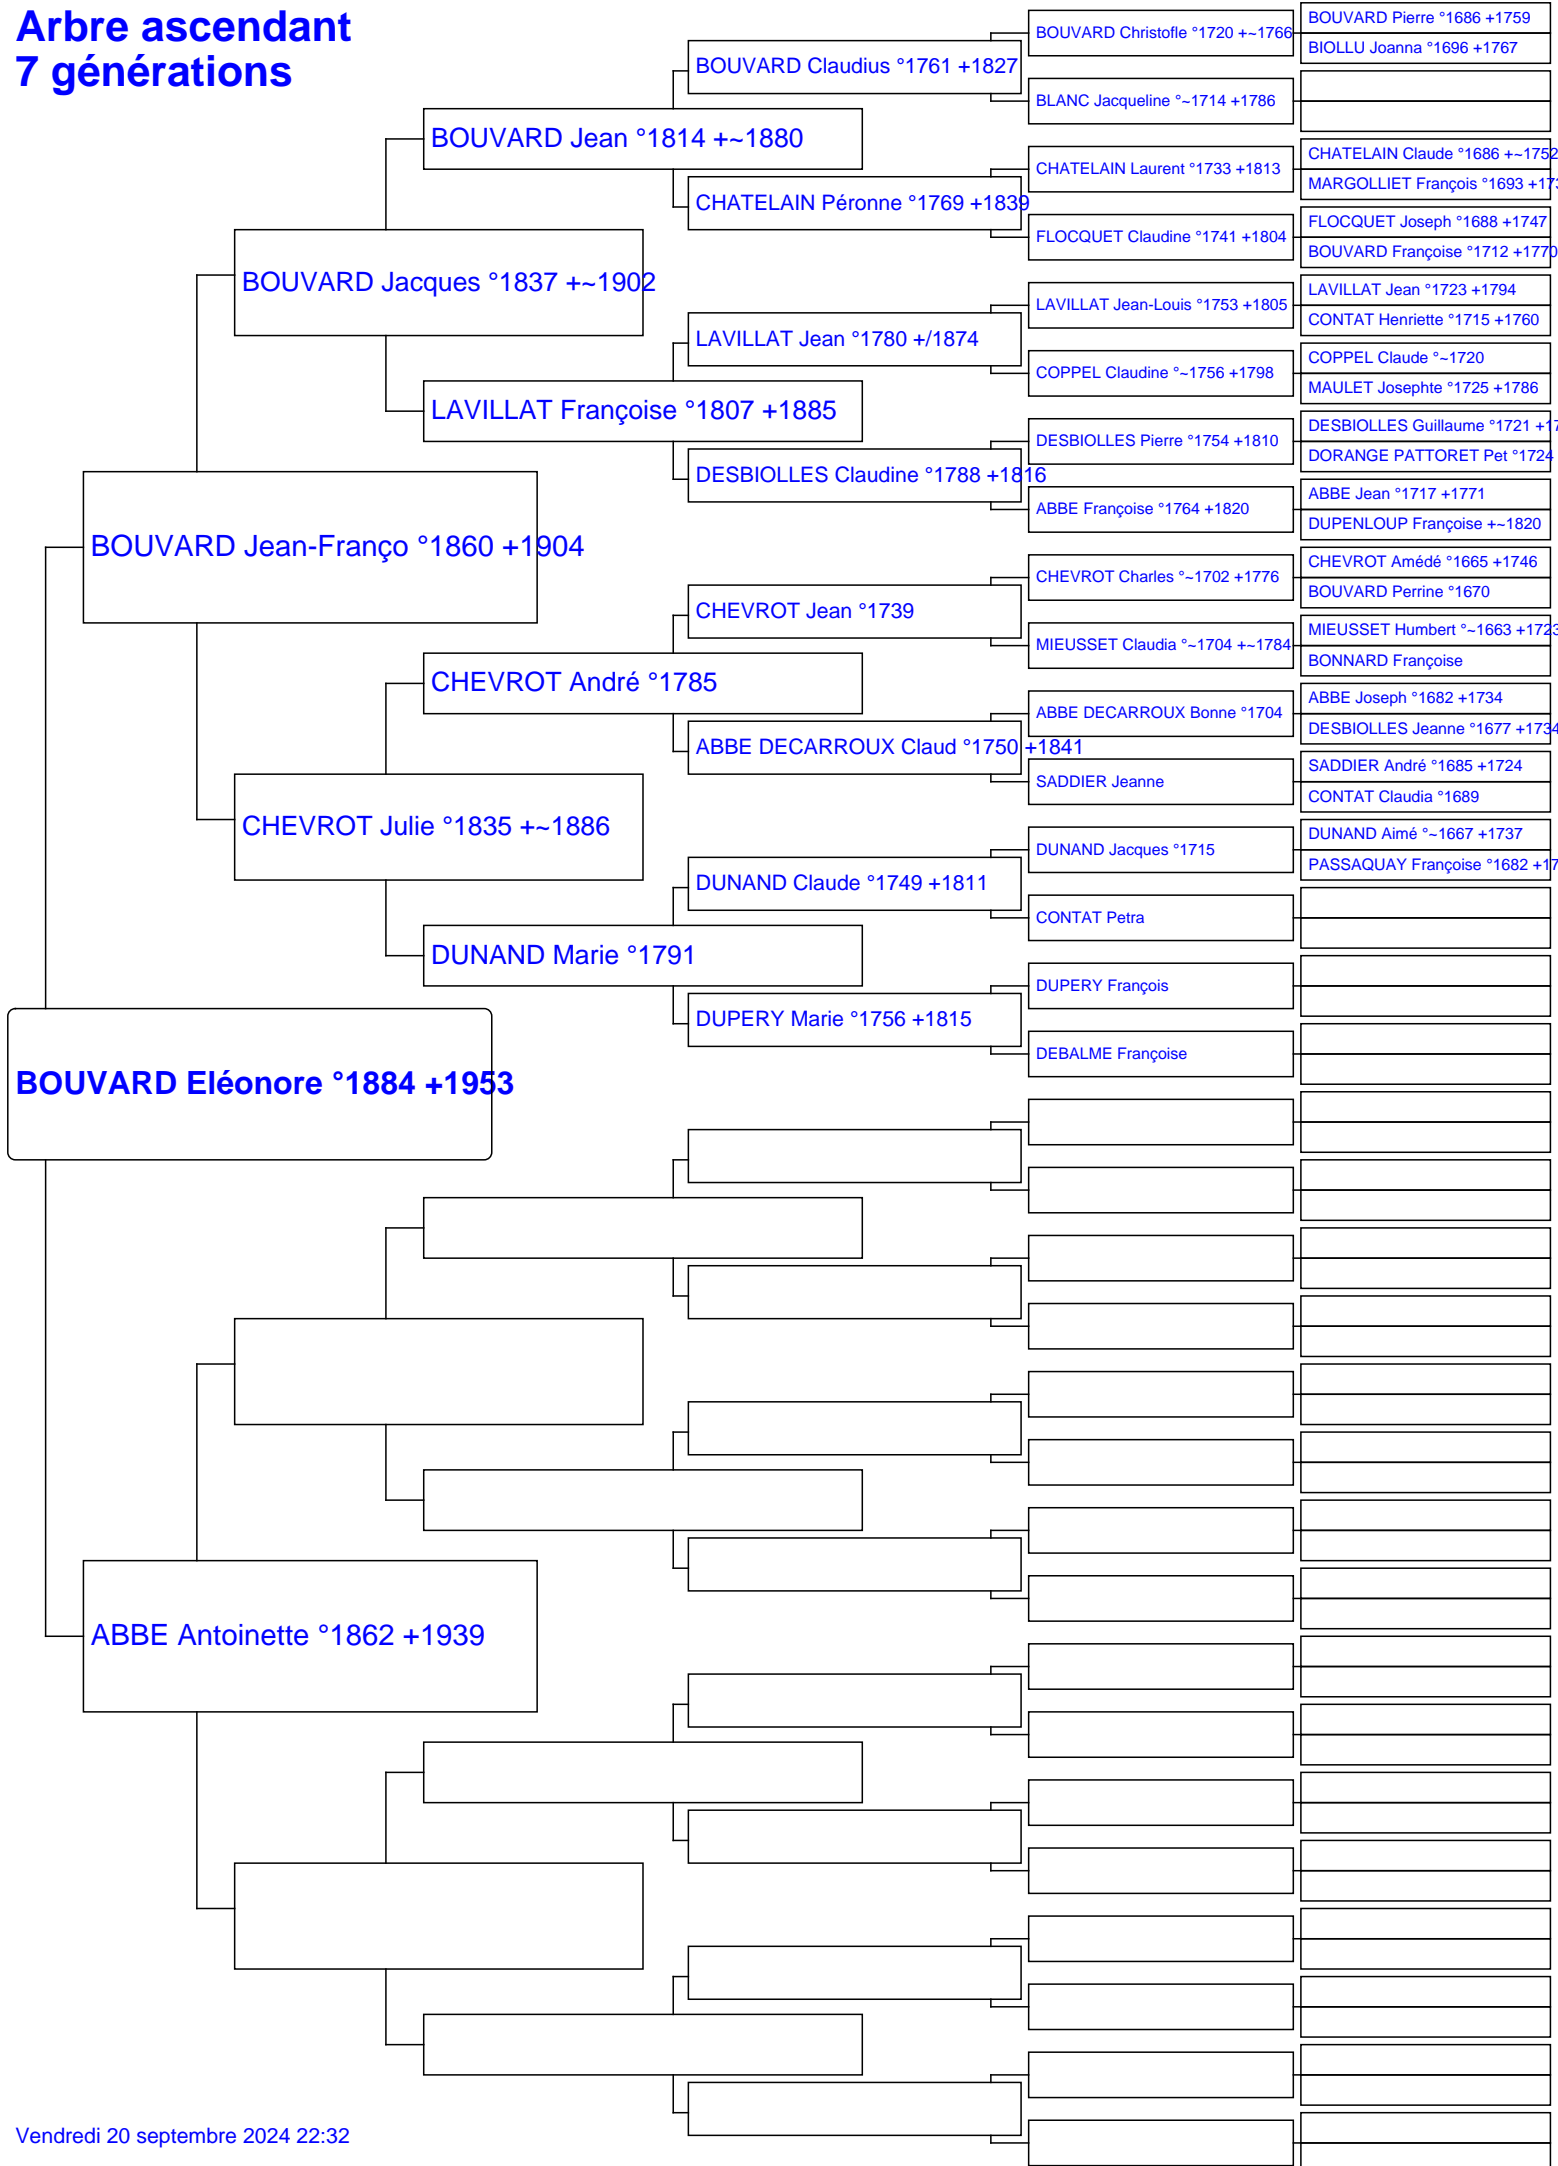 Arbre ascendant
7 générations
BOUVARD Eléonore °1884 +1953
BOUVARD Jean-Franço °1860 +1904
ABBE Antoinette °1862 +1939
BOUVARD Jacques °1837 +~1902
CHEVROT Julie °1835 +~1886
BOUVARD Jean °1814 +~1880
LAVILLAT Françoise °1807 +1885
CHEVROT André °1785
DUNAND Marie °1791
BOUVARD Claudius °1761 +1827
CHATELAIN Péronne °1769 +1839
LAVILLAT Jean °1780 +/1874
DESBIOLLES Claudine °1788 +1816
CHEVROT Jean °1739
ABBE DECARROUX Claud °1750 +1841
DUNAND Claude °1749 +1811
DUPERY Marie °1756 +1815
BOUVARD Christofle °1720 +~1766
BLANC Jacqueline °~1714 +1786
CHATELAIN Laurent °1733 +1813
FLOCQUET Claudine °1741 +1804
LAVILLAT Jean-Louis °1753 +1805
COPPEL Claudine °~1756 +1798
DESBIOLLES Pierre °1754 +1810
ABBE Françoise °1764 +1820
CHEVROT Charles °~1702 +1776
MIEUSSET Claudia °~1704 +~1784
ABBE DECARROUX Bonne °1704
SADDIER Jeanne
DUNAND Jacques °1715
CONTAT Petra
DUPERY François
DEBALME Françoise
BOUVARD Pierre °1686 +1759
BIOLLU Joanna °1696 +1767
CHATELAIN Claude °1686 +~1752
MARGOLLIET François °1693 +173
FLOCQUET Joseph °1688 +1747
BOUVARD Françoise °1712 +1770
LAVILLAT Jean °1723 +1794
CONTAT Henriette °1715 +1760
COPPEL Claude °~1720
MAULET Josephte °1725 +1786
DESBIOLLES Guillaume °1721 +17
DORANGE PATTORET Pet °1724
ABBE Jean °1717 +1771
DUPENLOUP Françoise +~1820
CHEVROT Amédé °1665 +1746
BOUVARD Perrine °1670
MIEUSSET Humbert °~1663 +1723
BONNARD Françoise
ABBE Joseph °1682 +1734
DESBIOLLES Jeanne °1677 +1734
SADDIER André °1685 +1724
CONTAT Claudia °1689
DUNAND Aimé °~1667 +1737
PASSAQUAY Françoise °1682 +17
Vendredi 20 septembre 2024 22:32